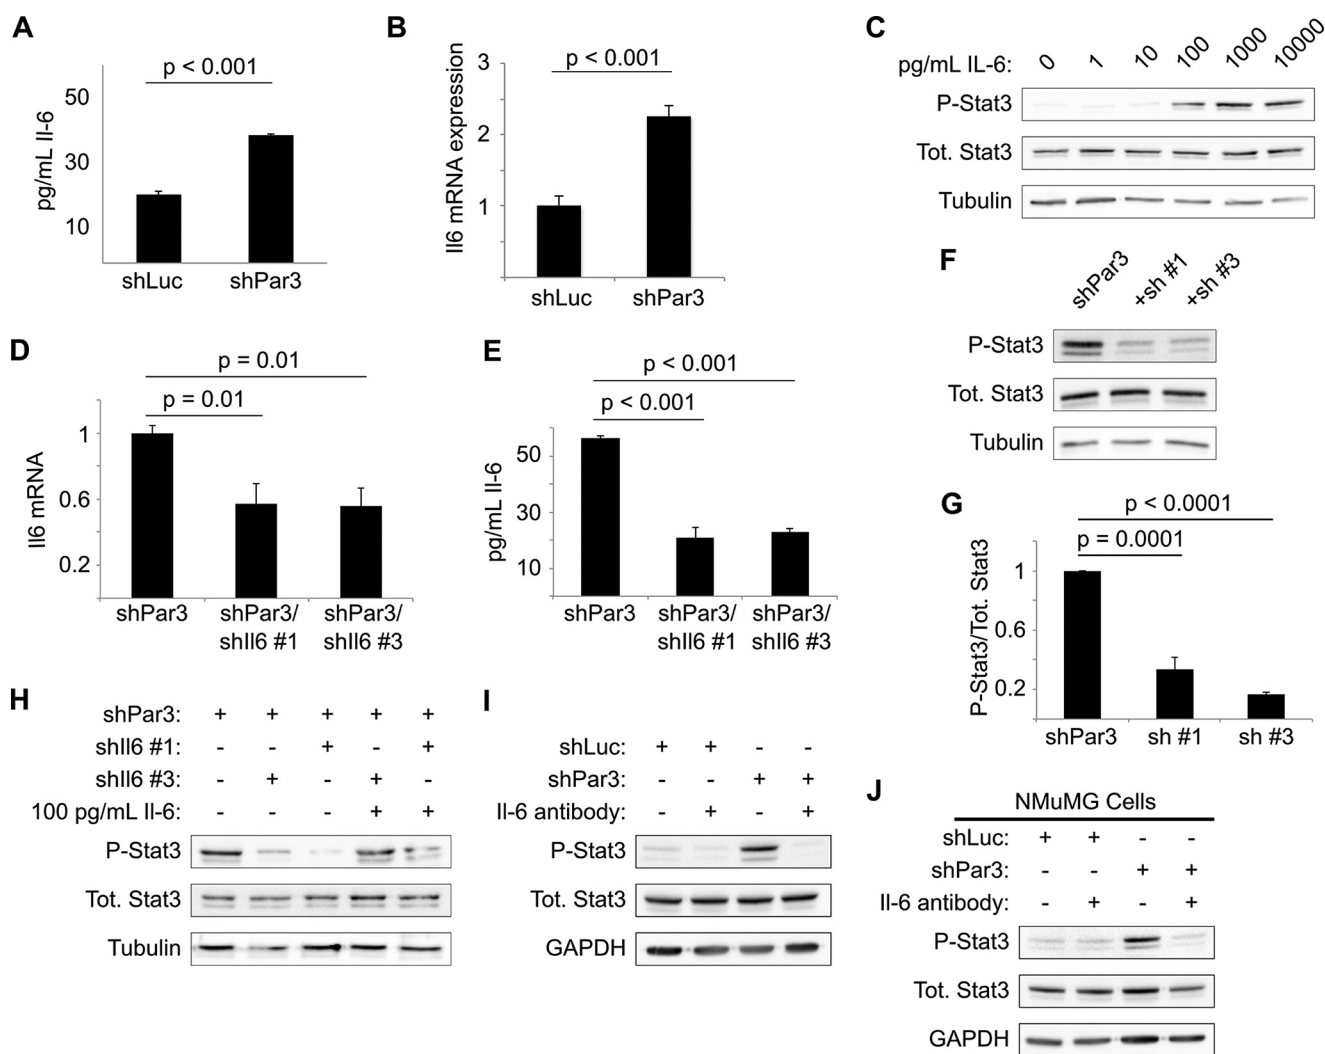 A
p < 0.001
pg/mL Il-6
50
30
10
shLuc
shPar3
B
p < 0.001
Il6 mRNA expression
3
2
1
shLuc
shPar3
C
pg/mL IL-6:
0
1
10
100
1000
10000
P-Stat3
Tot. Stat3
Tubulin
D
p = 0.01
p = 0.01
Il6 mRNA
1
0.6
0.2
shPar3
shPar3/ shPar3/
shIl6 #1 shIl6 #3
E
p < 0.001
p < 0.001
pg/mL Il-6
50
30
10
shPar3
shPar3/ shPar3/
shIl6 #1 shIl6 #3
F
shPar3
+sh #1
+sh #3
P-Stat3
Tot. Stat3
Tubulin
G
p < 0.0001
p = 0.0001
P-Stat3/Tot. Stat3
1
0.6
0.2
shPar3 sh #1 sh #3
H
shPar3: + + + + +
shIl6 #1: - - + - +
shIl6 #3: - + - + -
100 pg/mL Il-6: - - - + +
P-Stat3
Tot. Stat3
Tubulin
I
shLuc: + + - -
shPar3: - - + +
Il-6 antibody: - + - +
P-Stat3
Tot. Stat3
GAPDH
J
NMuMG Cells
shLuc: + + - -
shPar3: - - + +
Il-6 antibody: - + - +
P-Stat3
Tot. Stat3
GAPDH